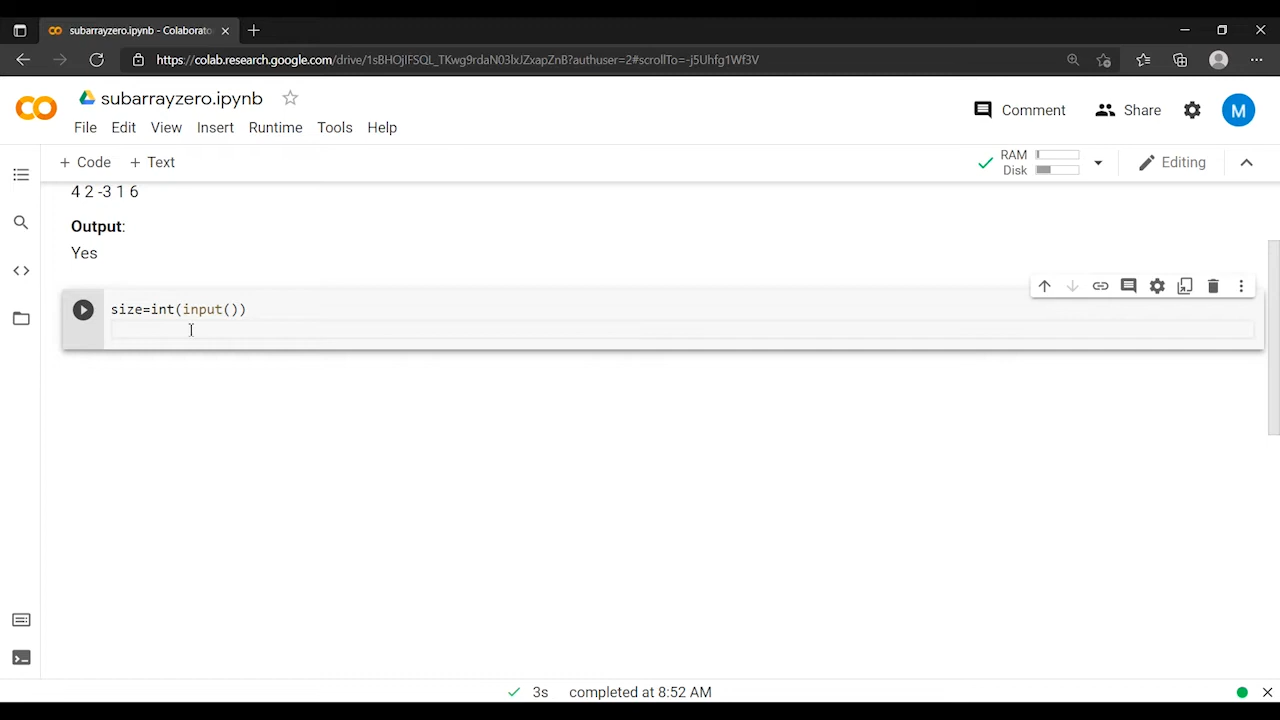 subarrayzero.ipynb - Colaborato
https://colab.research.google.com/drive/1sBHOjIFSQL_TKwg9rdaN03lxJZxapZnB?authuser=2#scrollTo=-j5Uhfg1Wf3V
subarrayzero.ipynb
Comment
Share
M
File Edit View Insert Runtime Tools Help
+ Code + Text
RAM
Disk
Editing
4 2 -3 1 6
Output:
Yes
size=int(input())
3s completed at 8:52 AM